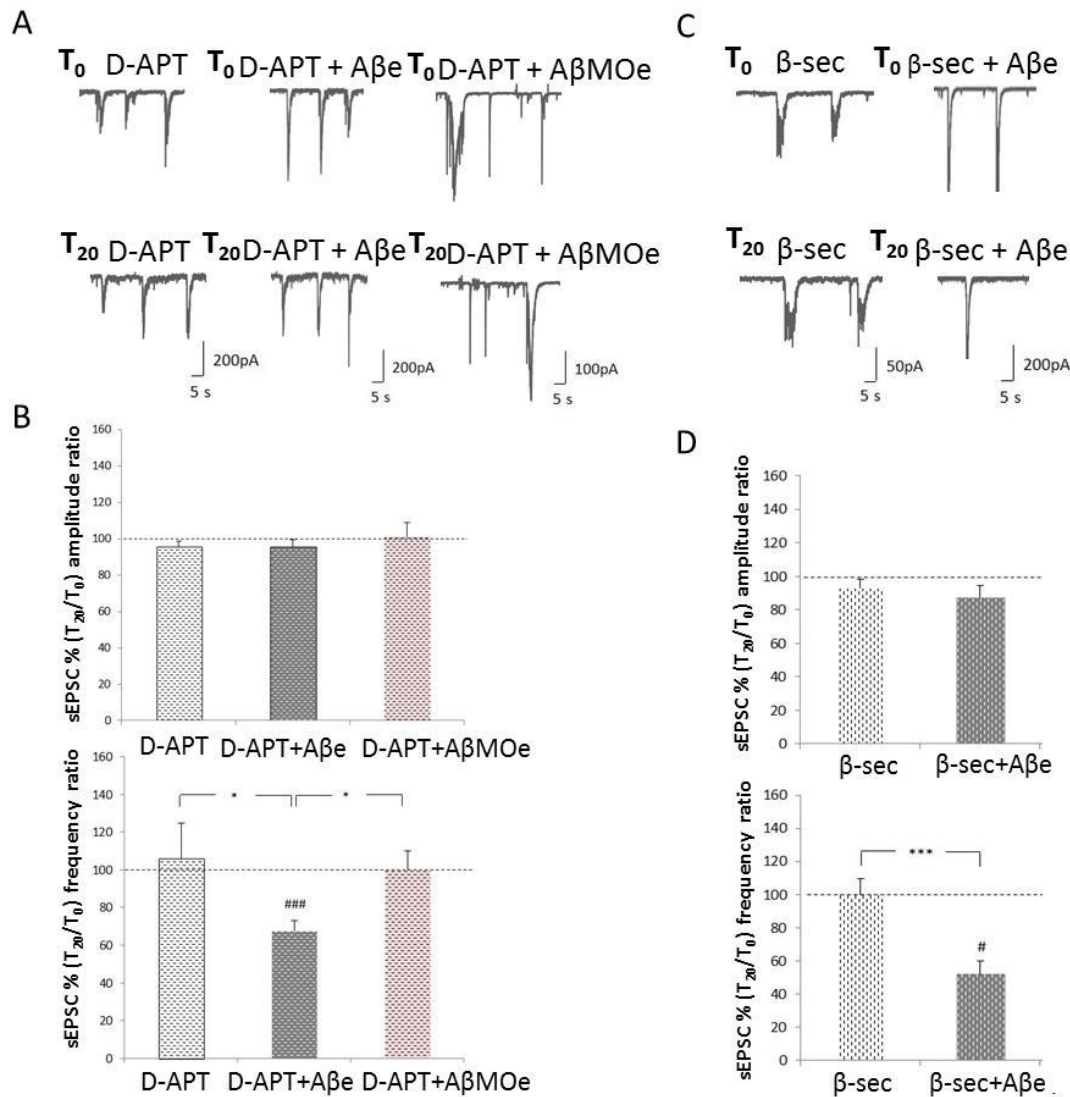 A
T0 D-APT
T0 D-APT + Aβe
T0 D-APT + AβMOe
T20 D-APT
T20 D-APT + Aβe
T20 D-APT + AβMOe
200pA
5 s
200pA
5 s
100pA
5 s
C
T0 ß-sec
T0 β-sec + Aβe
T20 β-sec
T20 β-sec + Aβe
50pA
5 s
200pA
5 s
B
sEPSC % (T20/T0) amplitude ratio
160
140
120
100
80
60
40
20
0
D-APT
D-APT+Aβe
D-APT+AβMOe
sEPSC % (T20/T0) frequency ratio
160
140
120
100
80
60
40
20
0
*
*
###
D-APT
D-APT+Aβe
D-APT+AβMOe
D
sEPSC % (T20/T0) amplitude ratio
160
140
120
100
80
60
40
20
0
β-sec
β-sec+Aβe
sEPSC % (T20/T0) frequency ratio
160
140
120
100
80
60
40
20
0
***
#
β-sec
β-sec+Aβe